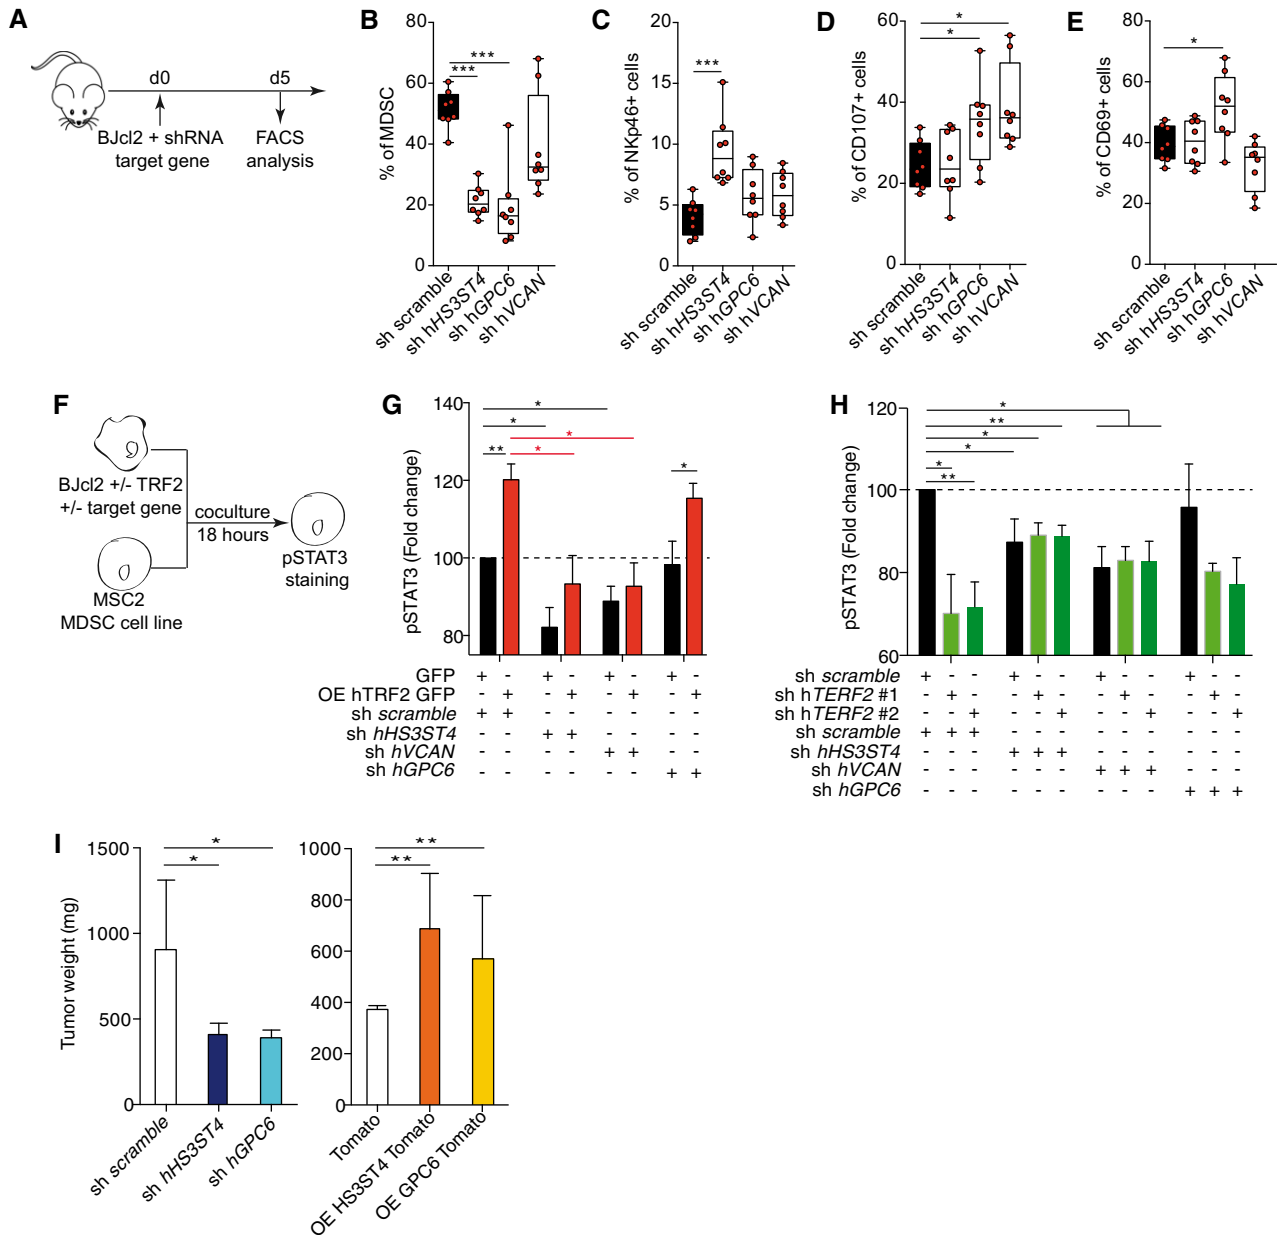 A
d0
d5
BJcl2 + shRNA
target gene
FACS
analysis
B
% of MDSC
80
60
40
20
0
***
***
sh scramble
sh hHS3ST4
sh hGPC6
sh hVCAN
C
% of NKp46+ cells
20
15
10
5
0
***
sh scramble
sh hHS3ST4
sh hGPC6
sh hVCAN
D
% of CD107+ cells
60
40
20
0
*
*
sh scramble
sh hHS3ST4
sh hGPC6
sh hVCAN
E
% of CD69+ cells
80
60
40
20
0
*
sh scramble
sh hHS3ST4
sh hGPC6
sh hVCAN
F
BJcl2 +/- TRF2
+/- target gene
MSC2
MDSC cell line
coculture
18 hours
pSTAT3
staining
G
pSTAT3 (Fold change)
140
120
100
80
*
*
*
** *
*
GFP + - + - + - + -
OE hTRF2 GFP - + - + - + - +
sh scramble + + - - - - - -
sh hHS3ST4 - - + + - - - -
sh hVCAN - - - - + + - -
sh hGPC6 - - - - - - + +
H
pSTAT3 (Fold change)
120
100
80
60
*
**
*
*
*
**
sh scramble + - - + - - + - - + - -
sh hTERF2 #1 - + - - + - - + - - + -
sh hTERF2 #2 - - + - - + - - + - - +
sh scramble + + + - - - - - - - - -
sh hHS3ST4 - - - + + + - - - - - -
sh hVCAN - - - - - - + + + - - -
sh hGPC6 - - - - - - - - - + + +
I
Tumor weight (mg)
1500
1000
500
0
*
*
sh scramble
sh hHS3ST4
sh hGPC6
1000
800
600
400
200
0
**
**
Tomato
OE HS3ST4 Tomato
OE GPC6 Tomato